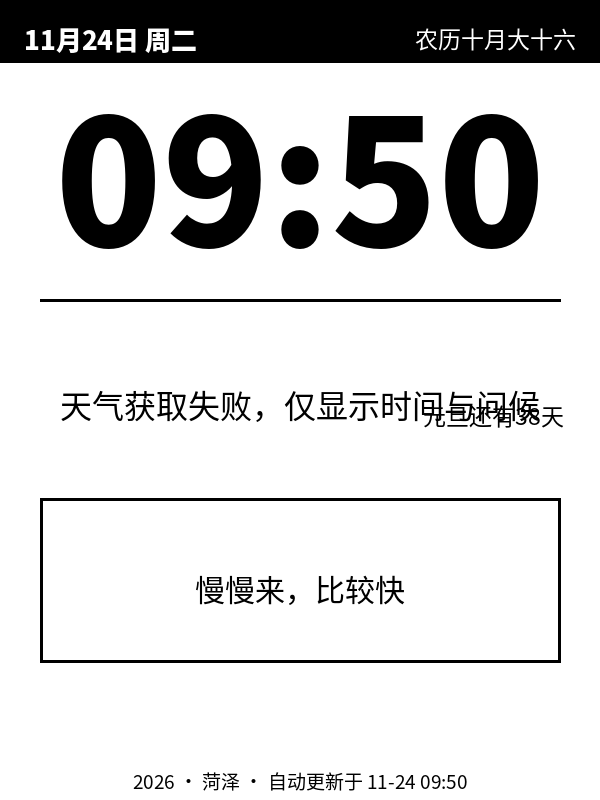 11月24日 周二
农历十月大十六
09:50
天气获取失败，仅显示时间与问候
元旦还有38天
慢慢来，比较快
2026 · 菏泽 · 自动更新于 11-24 09:50